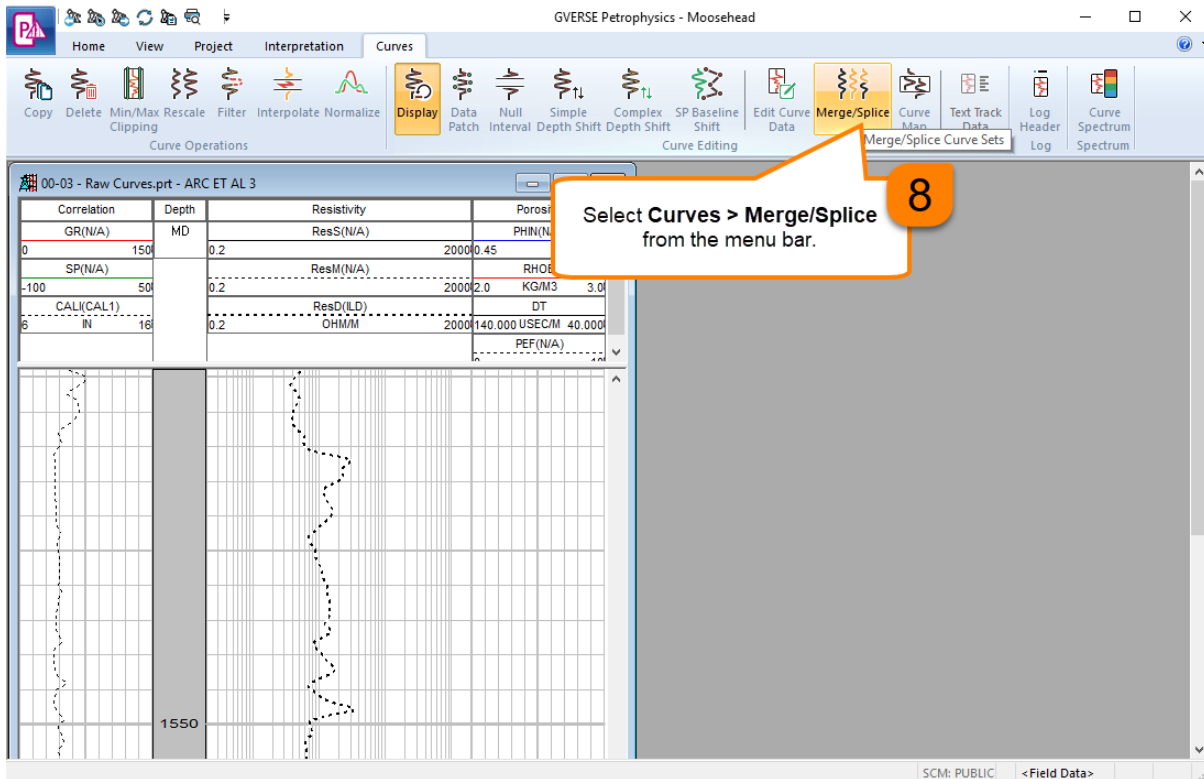 GVERSE Petrophysics - Moosehead
Home View Project Interpretation Curves
Copy Delete Min/Max Clipping Rescale Filter Interpolate Normalize
Display Data Patch Null Interval Simple Depth Shift Complex Depth Shift SP Baseline Shift
Edit Curve Data Merge/Splice Curve Map Text Track Data
Log Header Curve Spectrum
Curve Operations Curve Editing Log Spectrum
Merge/Splice Curve Sets
00-03 - Raw Curves.prt - ARC ET AL 3
8
Select Curves > Merge/Splice
from the menu bar.
Correlation Depth Resistivity
GR(N/A) MD ResS(N/A)
0 150 0.2 2000 0.45
SP(N/A) ResM(N/A)
-100 50 0.2 2000 2.0 KG/M3 3.0
CALI(CAL1) ResD(ILD) DT
6 IN 16 0.2 OHM/M 2000 140.000 USEC/M 40.000
PEF(N/A)
1550
SCM: PUBLIC <Field Data>